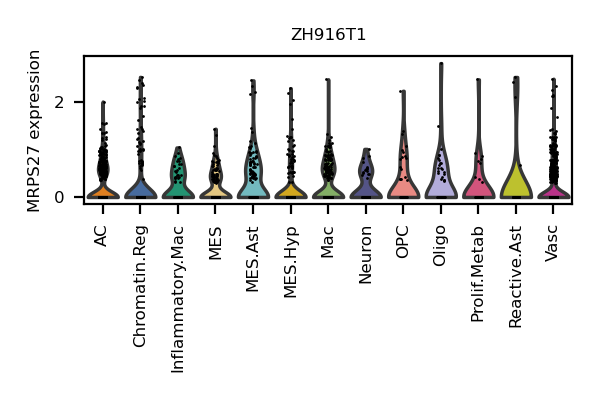 ZH916T1
MRPS27 expression
2
0
AC
Chromatin.Reg
Inflammatory.Mac
MES
MES.Ast
MES.Hyp
Mac
Neuron
OPC
Oligo
Prolif.Metab
Reactive.Ast
Vasc